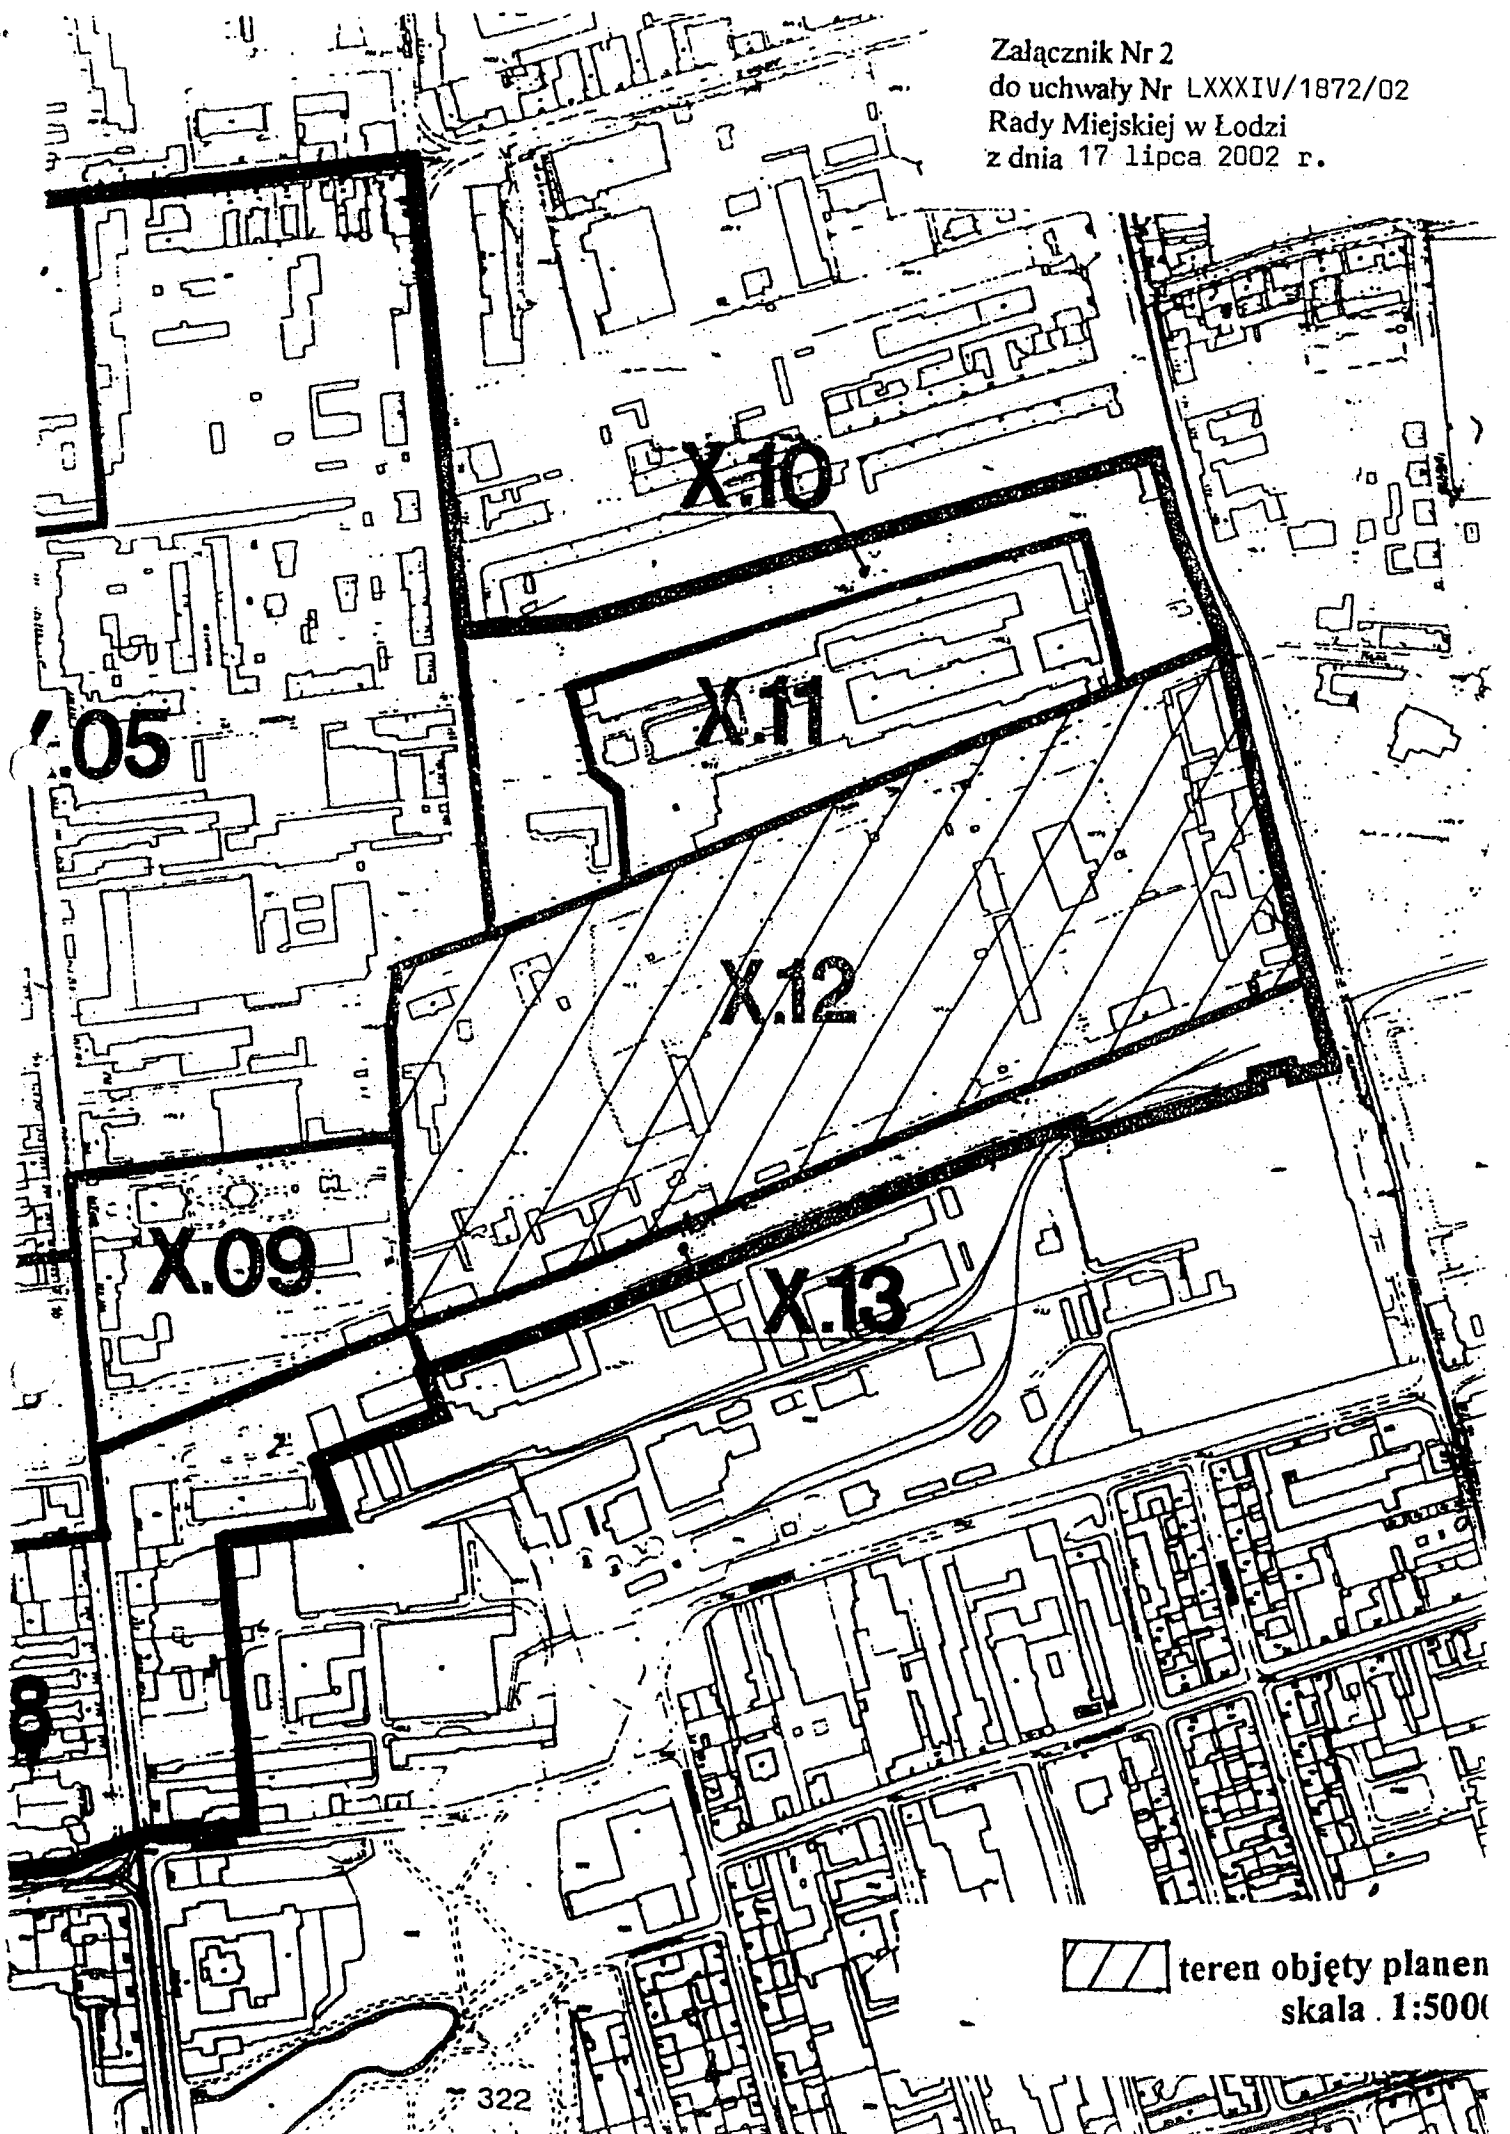 Załącznik Nr 2
do uchwały Nr LXXXIV/1872/02
Rady Miejskiej w Łodzi
z dnia 17 lipca 2002 r.
X.10
X.11
.05
X.12
X.09
X.13
8
teren objęty planen
skala 1:500
322